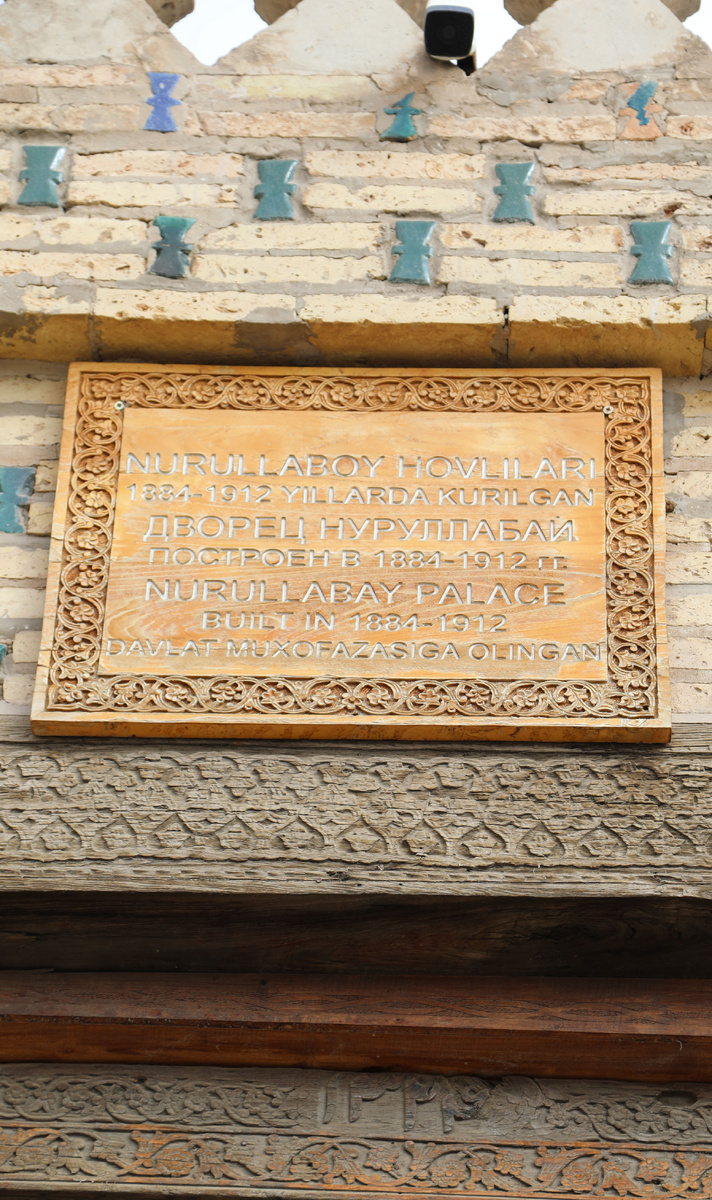 NURULLABOY HOVLILARI
1884-1912 YILLARDA KURILGAN
ДВОРЕЦ НУРУЛЛАБАЙ
ПОСТРОЕН В 1884-1912 гг.
NURULLABAY PALACE
BUILT IN 1884-1912
DAVLAT MUXOFAZASIGA OLINGAN